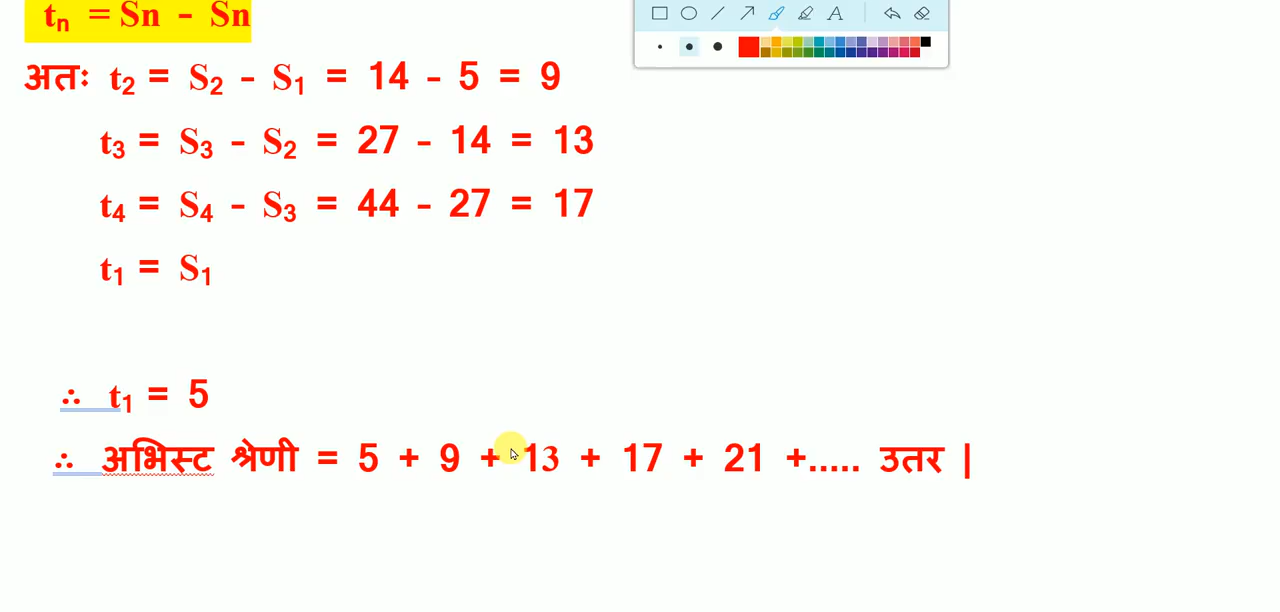 tₙ = Sn - Sn
अतः t₂ = S₂ - S₁ = 14 - 5 = 9
t₃ = S₃ - S₂ = 27 - 14 = 13
t₄ = S₄ - S₃ = 44 - 27 = 17
t₁ = S₁
∴ t₁ = 5
∴ अभिस्ट श्रेणी = 5 + 9 + 13 + 17 + 21 +..... उतर |